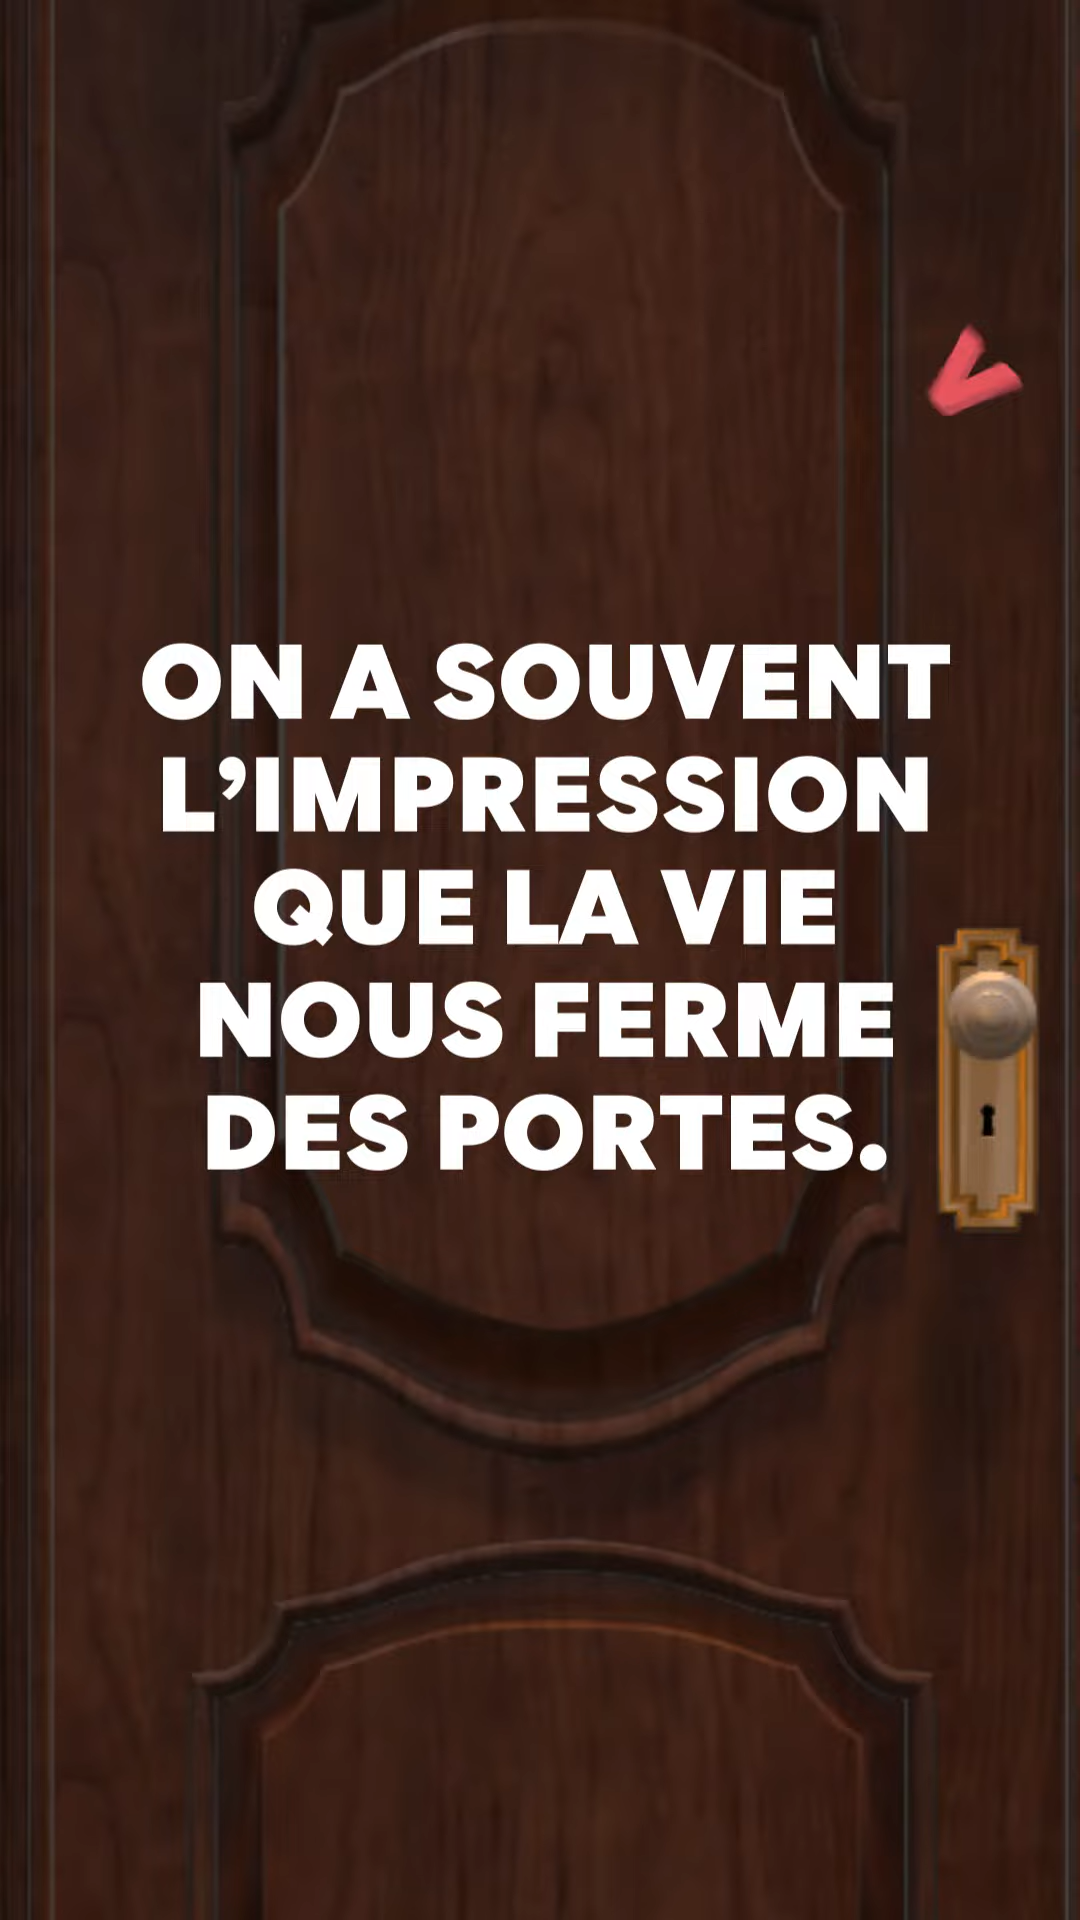 ON A SOUVENT
L’IMPRESSION
QUE LA VIE
NOUS FERME
DES PORTES.